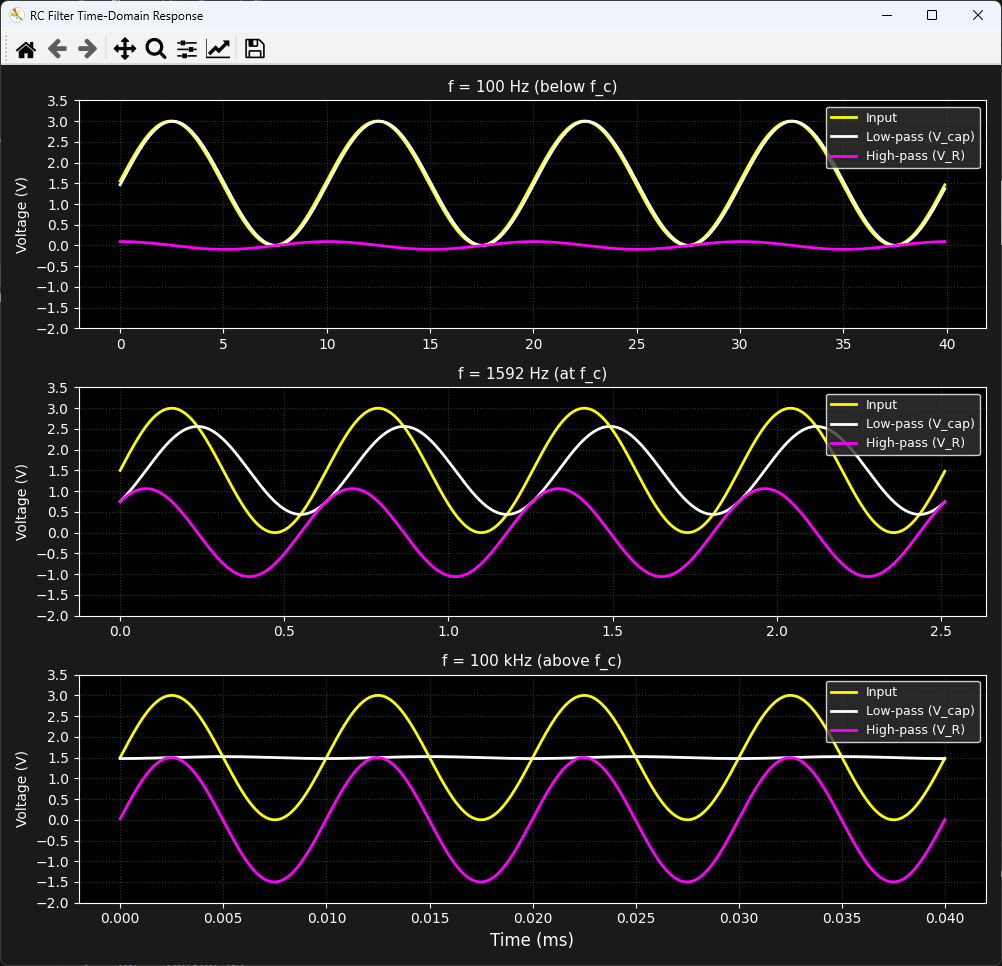 RC Filter Time-Domain Response
f = 100 Hz (below f_c)
3.5
3.0
2.5
2.0
1.5
1.0
0.5
0.0
−0.5
−1.0
−1.5
−2.0
Voltage (V)
Input
Low-pass (V_cap)
High-pass (V_R)
0 5 10 15 20 25 30 35 40
f = 1592 Hz (at f_c)
3.5
3.0
2.5
2.0
1.5
1.0
0.5
0.0
−0.5
−1.0
−1.5
−2.0
Voltage (V)
Input
Low-pass (V_cap)
High-pass (V_R)
0.0 0.5 1.0 1.5 2.0 2.5
f = 100 kHz (above f_c)
3.5
3.0
2.5
2.0
1.5
1.0
0.5
0.0
−0.5
−1.0
−1.5
−2.0
Voltage (V)
Input
Low-pass (V_cap)
High-pass (V_R)
0.000 0.005 0.010 0.015 0.020 0.025 0.030 0.035 0.040
Time (ms)